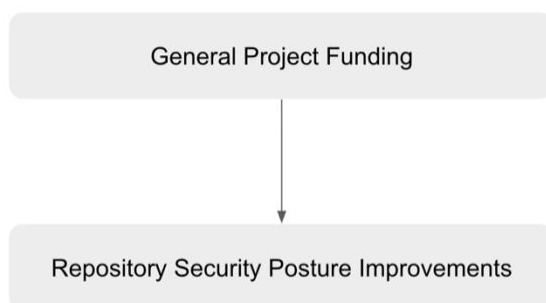 General Project Funding
Repository Security Posture Improvements